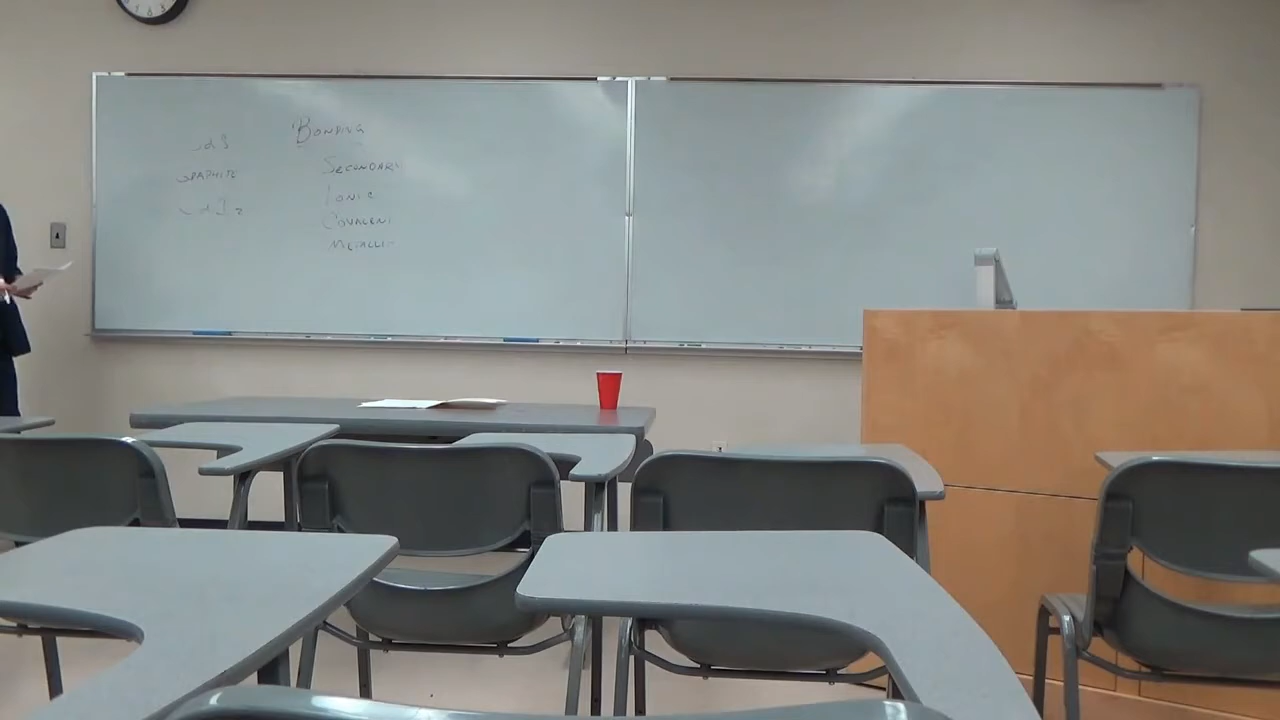 Bonding
Secondary
Graphite
Ionic
Covalent
Metallic